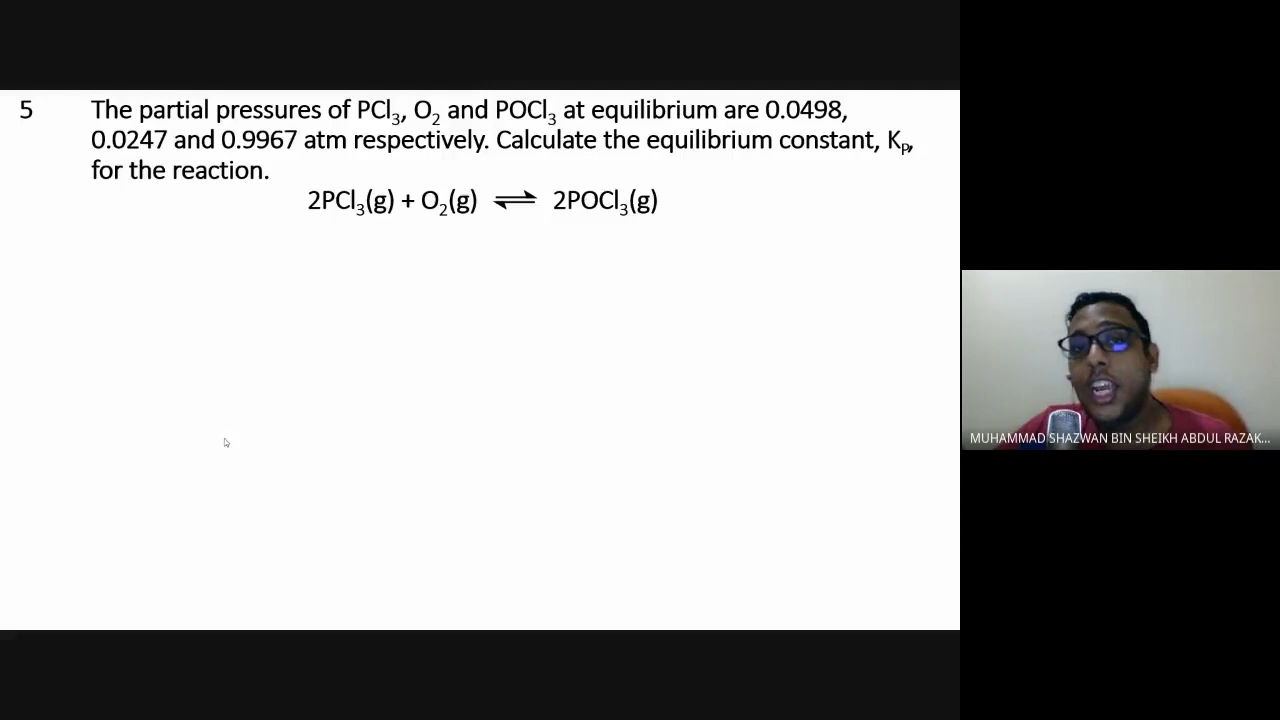 5 The partial pressures of PCl₃, O₂ and POCl₃ at equilibrium are 0.0498,
0.0247 and 0.9967 atm respectively. Calculate the equilibrium constant, Kₚ,
for the reaction.
2PCl₃(g) + O₂(g) ⇌ 2POCl₃(g)
MUHAMMAD SHAZWAN BIN SHEIKH ABDUL RAZAK...